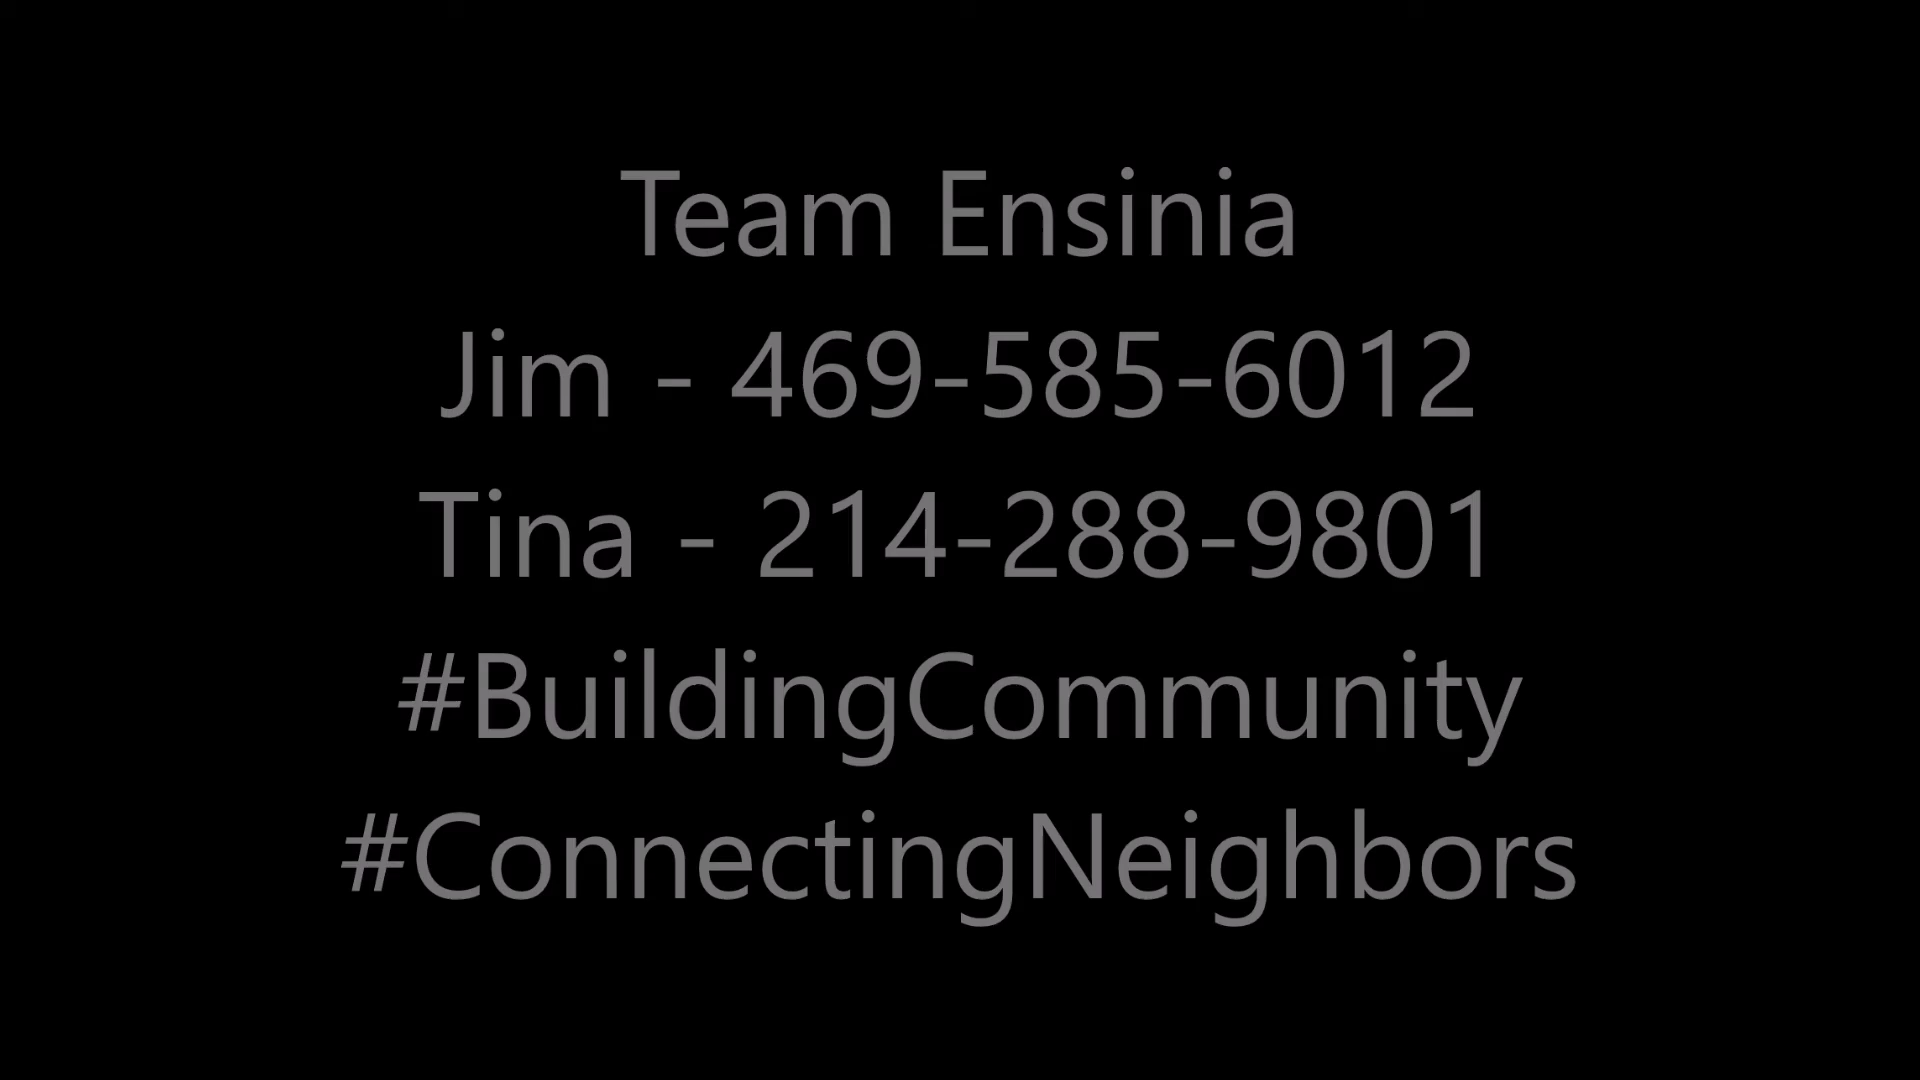 Team Ensinia
Jim - 469-585-6012
Tina - 214-288-9801
#BuildingCommunity
#ConnectingNeighbors